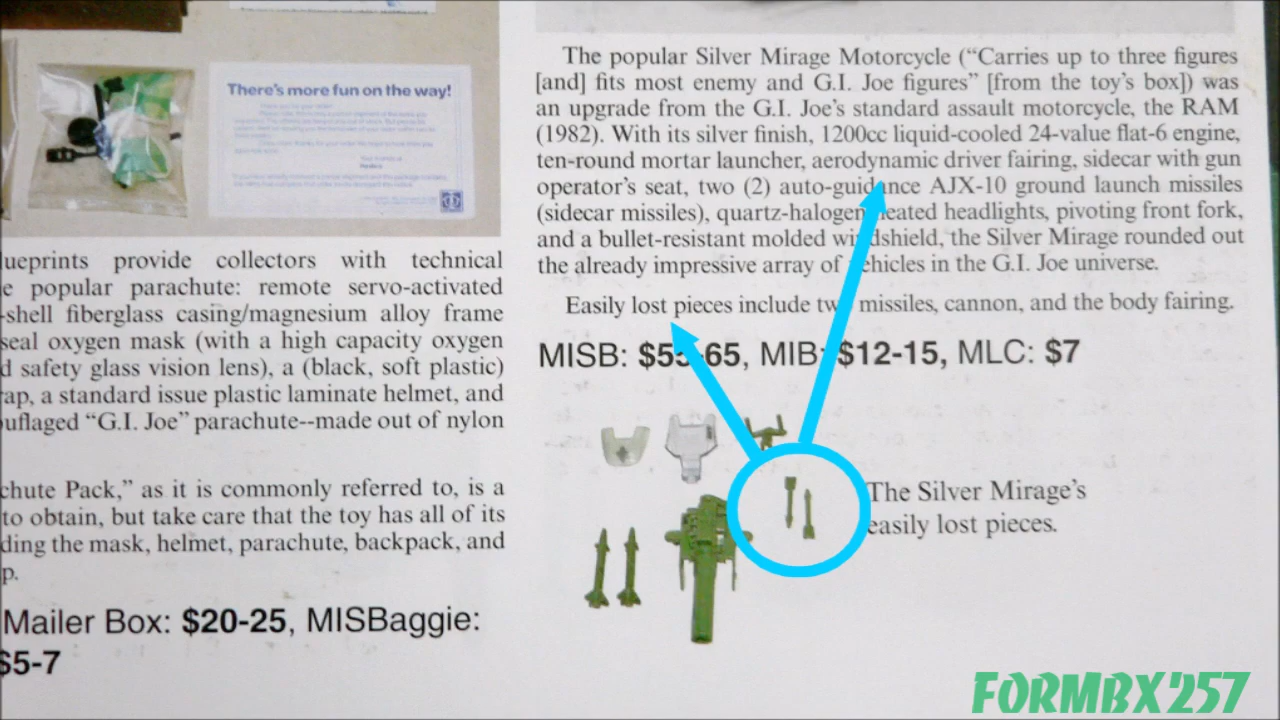 There's more fun on the way!
ueprints provide collectors with technical
e popular parachute: remote servo-activated
-shell fiberglass casing/magnesium alloy frame
seal oxygen mask (with a high capacity oxygen
d safety glass vision lens), a (black, soft plastic)
ap, a standard issue plastic laminate helmet, and
ouflaged “G.I. Joe” parachute--made out of nylon
chute Pack,” as it is commonly referred to, is a
to obtain, but take care that the toy has all of its
ding the mask, helmet, parachute, backpack, and
p.
Mailer Box: $20-25, MISBaggie:
$5-7
The popular Silver Mirage Motorcycle (“Carries up to three figures
[and] fits most enemy and G.I. Joe figures” [from the toy's box]) was
an upgrade from the G.I. Joe's standard assault motorcycle, the RAM
(1982). With its silver finish, 1200cc liquid-cooled 24-value flat-6 engine,
ten-round mortar launcher, aerodynamic driver fairing, sidecar with gun
operator's seat, two (2) auto-guidance AJX-10 ground launch missiles
(sidecar missiles), quartz-halogen heated headlights, pivoting front fork,
and a bullet-resistant molded windshield, the Silver Mirage rounded out
the already impressive array of vehicles in the G.I. Joe universe.
Easily lost pieces include two missiles, cannon, and the body fairing.
MISB: $55-65, MIB: $12-15, MLC: $7
The Silver Mirage's
easily lost pieces.
FORMBX257